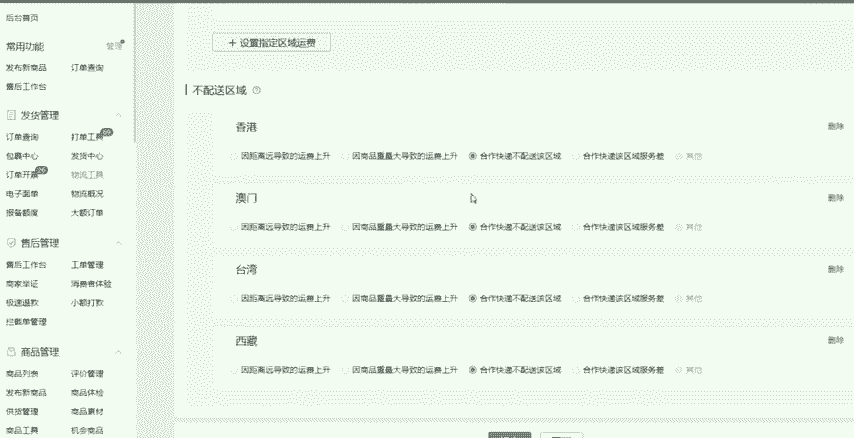 后台首页
常用功能 管理
发布新商品 订单查询
售后工作台
发货管理
订单查询 打单工具
包裹中心 发货中心
订单开票 物流工具
电子面单 物流概况
报备额度 大额订单
售后管理
售后工作台 工单管理
商家举证 消费者体验
极速退款 小额打款
拦截单管理
商品管理
商品列表 评价管理
发布新商品 商品体检
供货管理 商品素材
商品工具 机会商品
+ 设置指定区域运费
不配送区域
香港 删除
因距离远导致的运费上升 因商品重量大导致的运费上升 合作快递不配送该区域 合作快递该区域服务差 其他
澳门 删除
因距离远导致的运费上升 因商品重量大导致的运费上升 合作快递不配送该区域 合作快递该区域服务差 其他
台湾 删除
因距离远导致的运费上升 因商品重量大导致的运费上升 合作快递不配送该区域 合作快递该区域服务差 其他
西藏 删除
因距离远导致的运费上升 因商品重量大导致的运费上升 合作快递不配送该区域 合作快递该区域服务差 其他